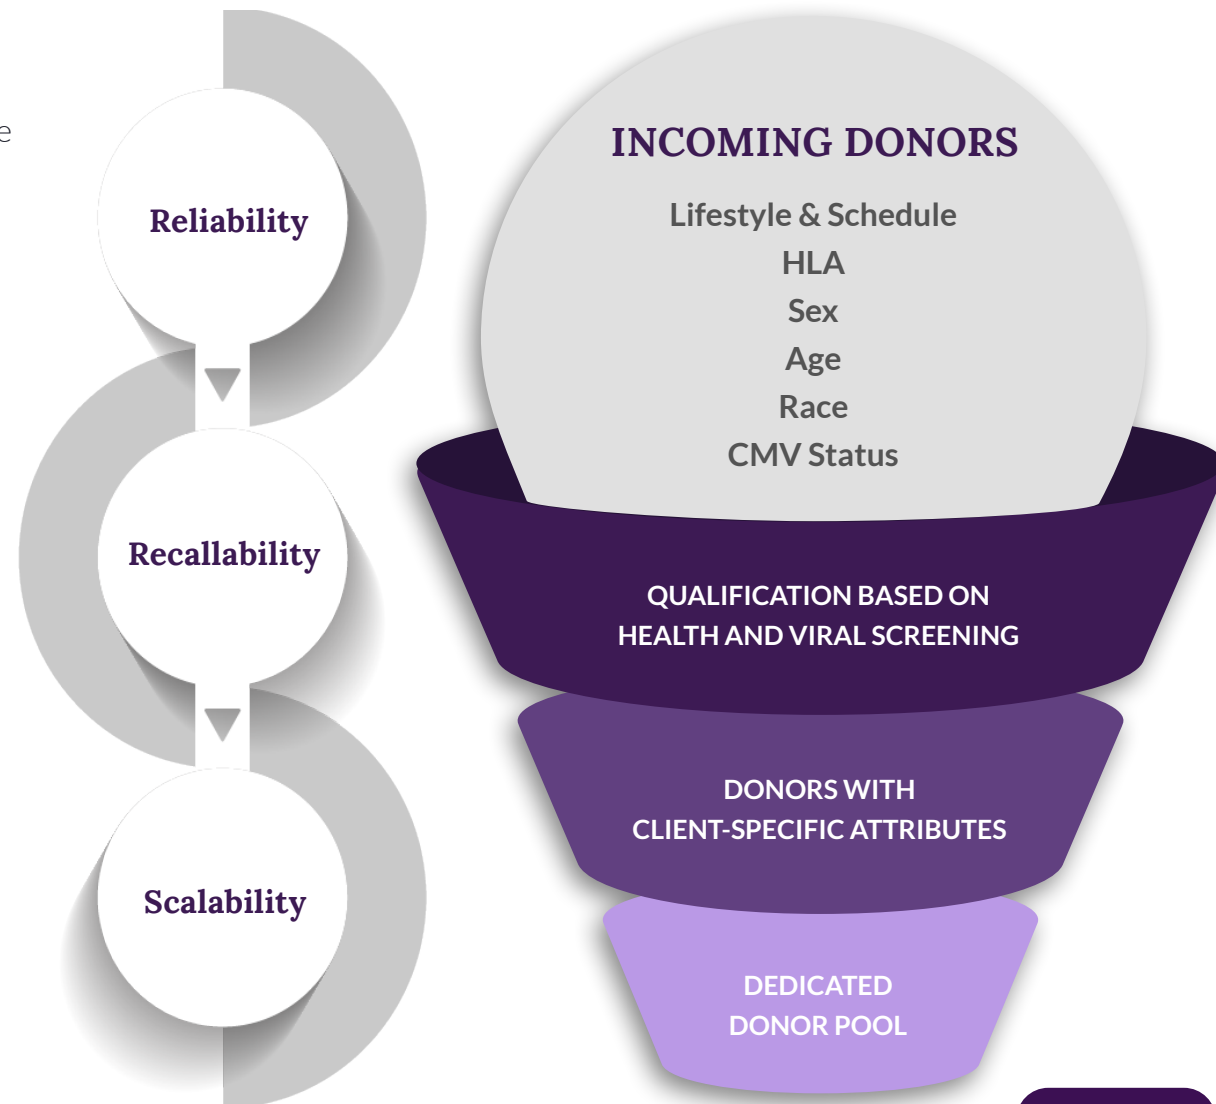 e
Reliability
Recallability
Scalability
INCOMING DONORS
Lifestyle & Schedule
HLA
Sex
Age
Race
CMV Status
QUALIFICATION BASED ON
HEALTH AND VIRAL SCREENING
DONORS WITH
CLIENT-SPECIFIC ATTRIBUTES
DEDICATED
DONOR POOL